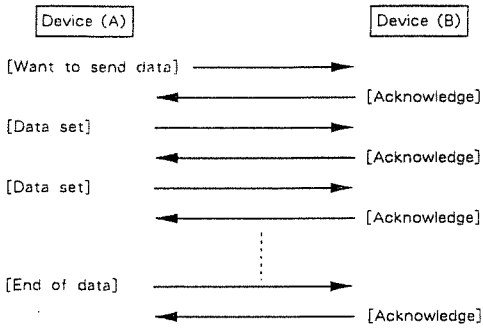 Device (A) Device (B)
[Want to send data]
[Acknowledge]
[Data set]
[Acknowledge]
[Data set]
[Acknowledge]
[End of data]
[Acknowledge]